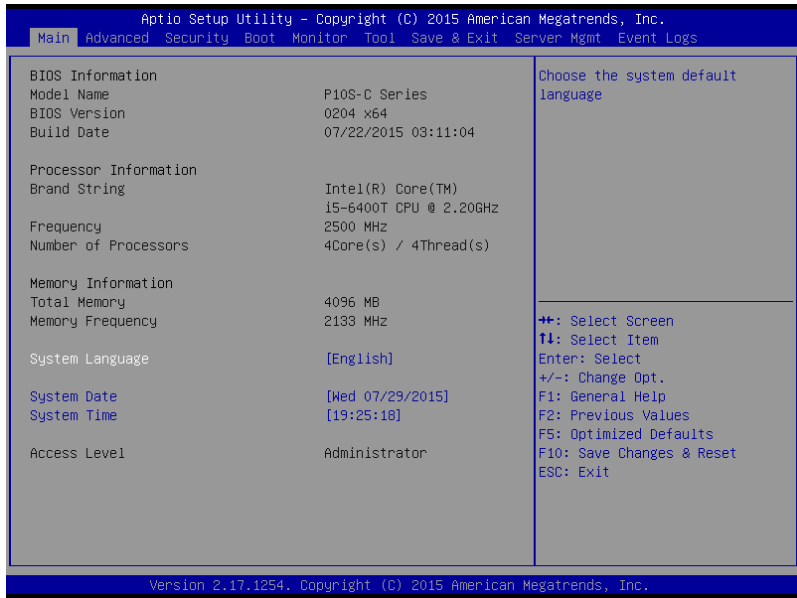 Aptio Setup Utility – Copyright (C) 2015 American Megatrends, Inc.
Main Advanced Security Boot Monitor Tool Save & Exit Server Mgmt Event Logs
BIOS Information
Model Name P10S-C Series
BIOS Version 0204 x64
Build Date 07/22/2015 03:11:04
Processor Information
Brand String Intel(R) Core(TM)
i5-6400T CPU @ 2.20GHz
Frequency 2500 MHz
Number of Processors 4Core(s) / 4Thread(s)
Memory Information
Total Memory 4096 MB
Memory Frequency 2133 MHz
System Language [English]
System Date [Wed 07/29/2015]
System Time [19:25:18]
Access Level Administrator
Choose the system default
language
→←: Select Screen
↑↓: Select Item
Enter: Select
+/-: Change Opt.
F1: General Help
F2: Previous Values
F5: Optimized Defaults
F10: Save Changes & Reset
ESC: Exit
Version 2.17.1254. Copyright (C) 2015 American Megatrends, Inc.